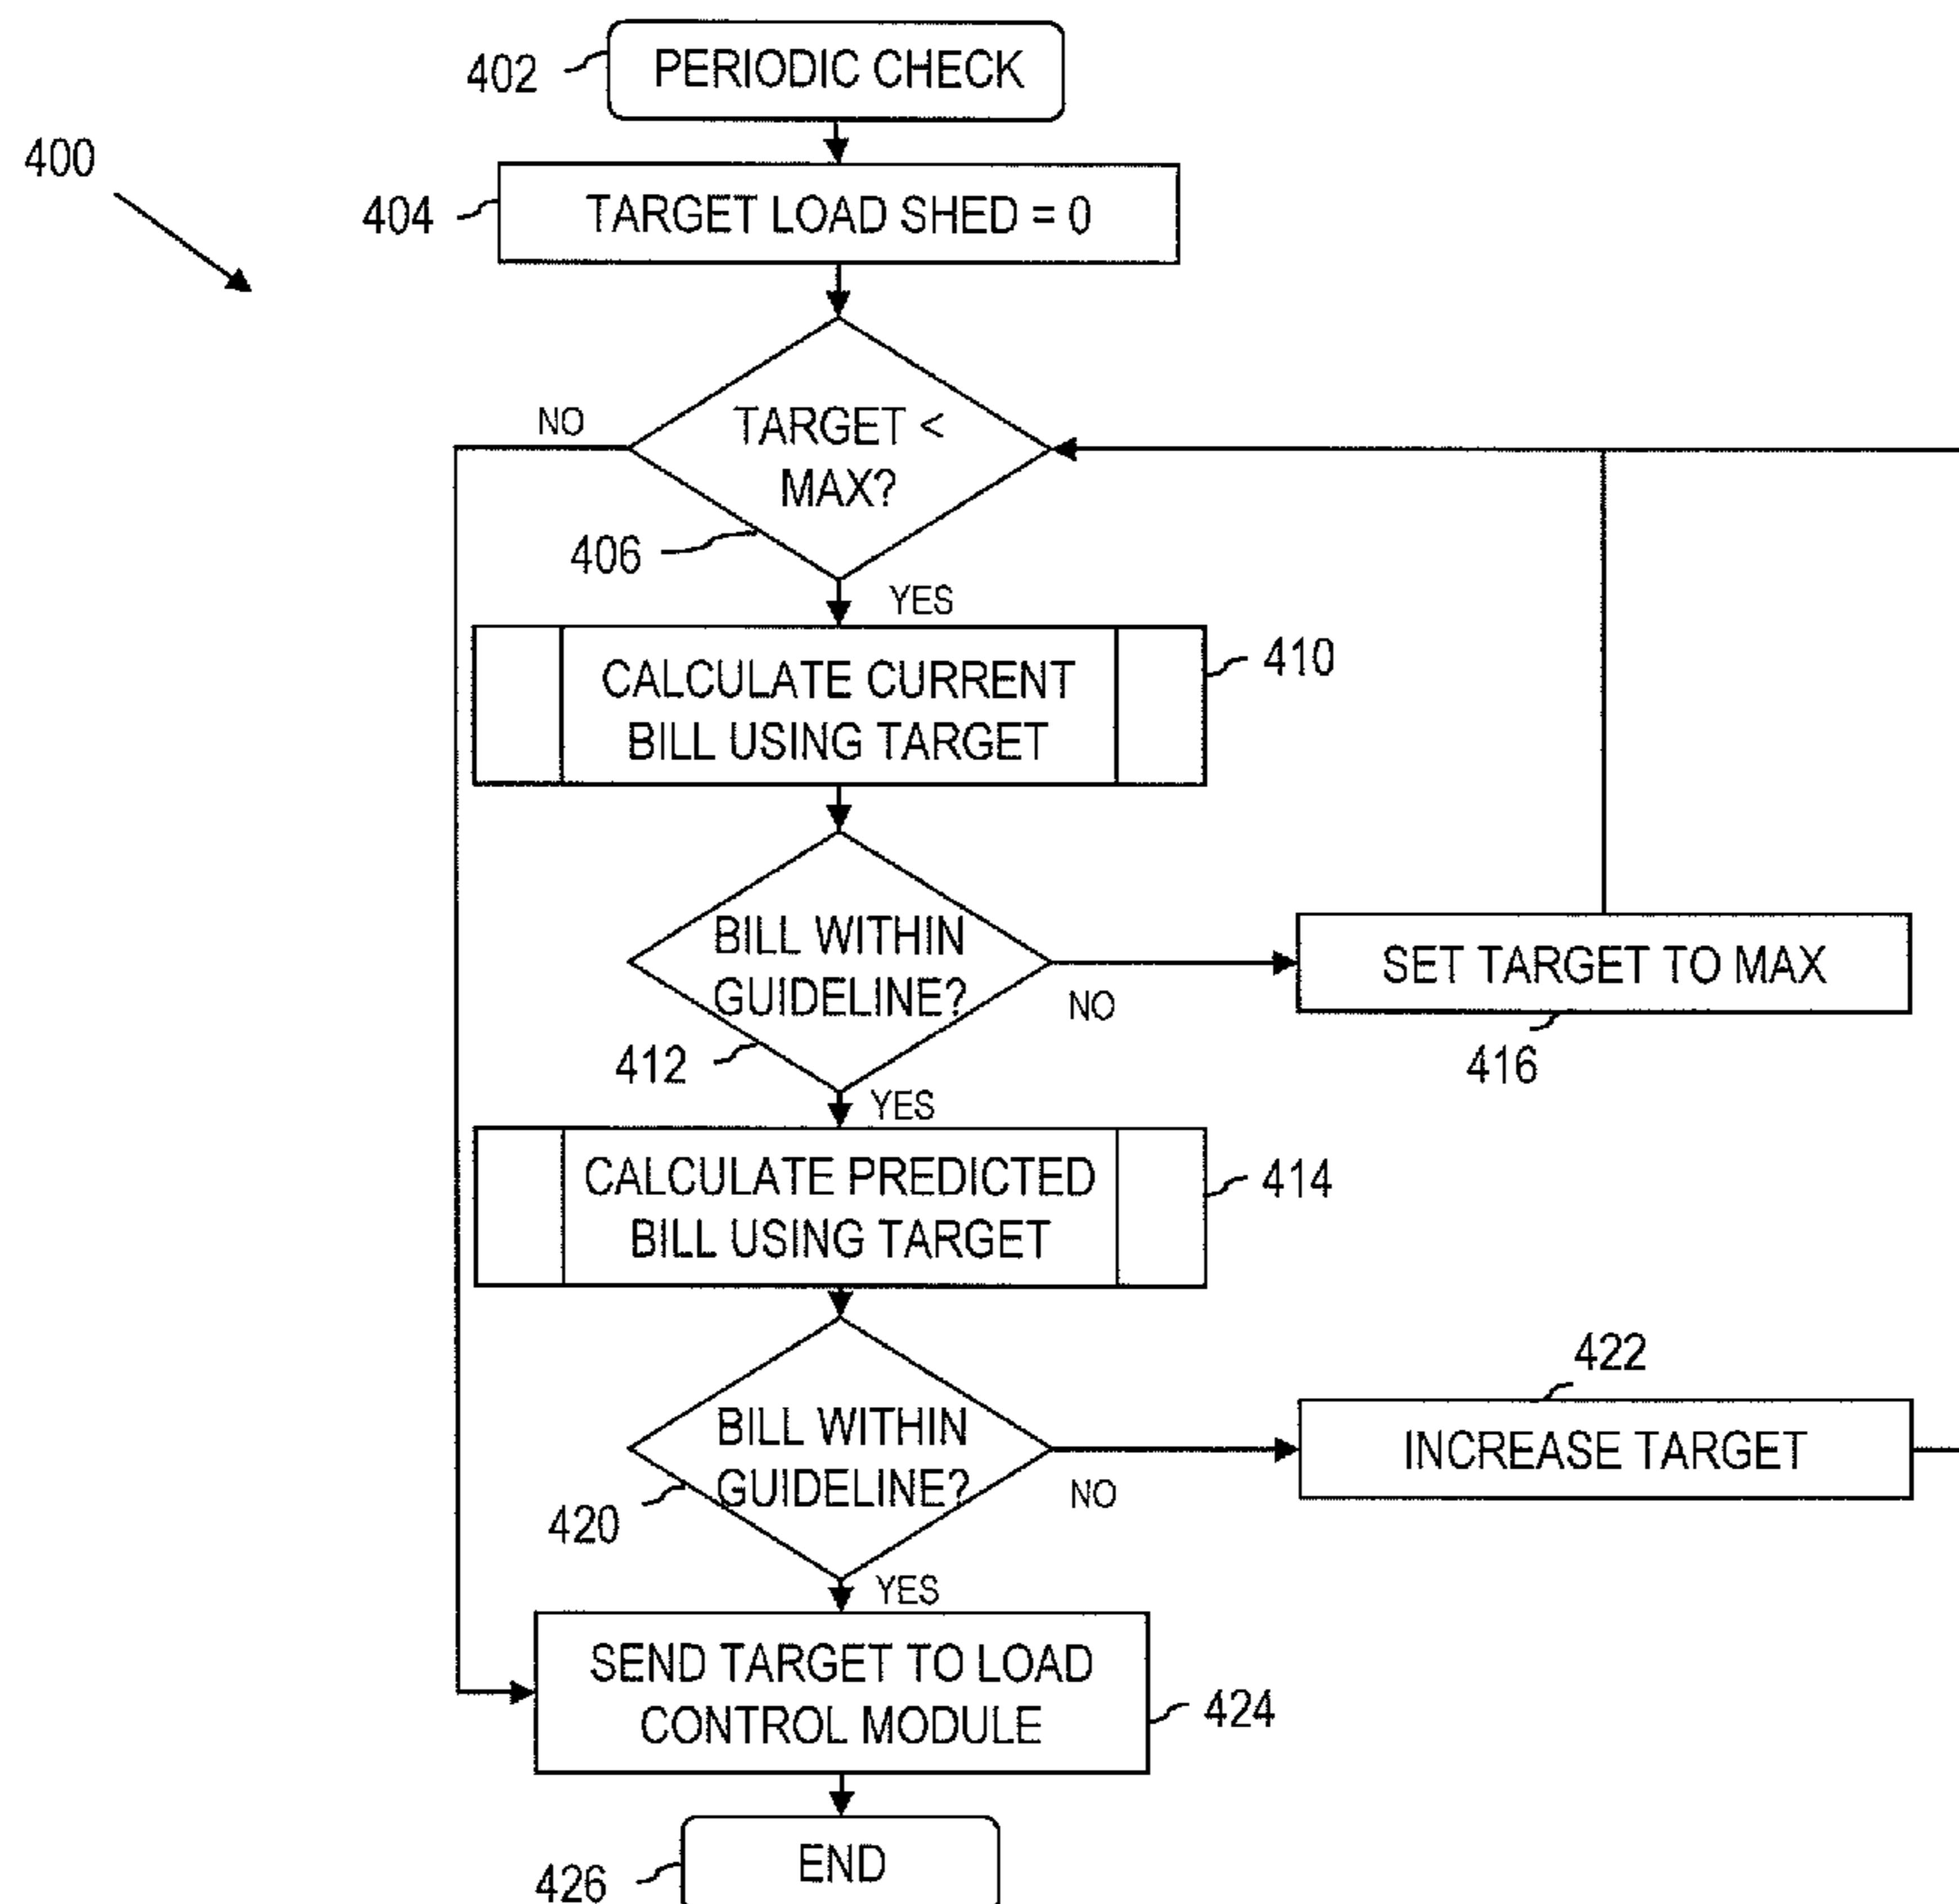 402
PERIODIC CHECK
400
404
TARGET LOAD SHED = 0
NO
TARGET <
MAX?
406
YES
CALCULATE CURRENT
BILL USING TARGET
410
BILL WITHIN
GUIDELINE?
NO
412
SET TARGET TO MAX
416
YES
CALCULATE PREDICTED
BILL USING TARGET
414
422
BILL WITHIN
GUIDELINE?
NO
420
INCREASE TARGET
YES
SEND TARGET TO LOAD
CONTROL MODULE
424
END
426